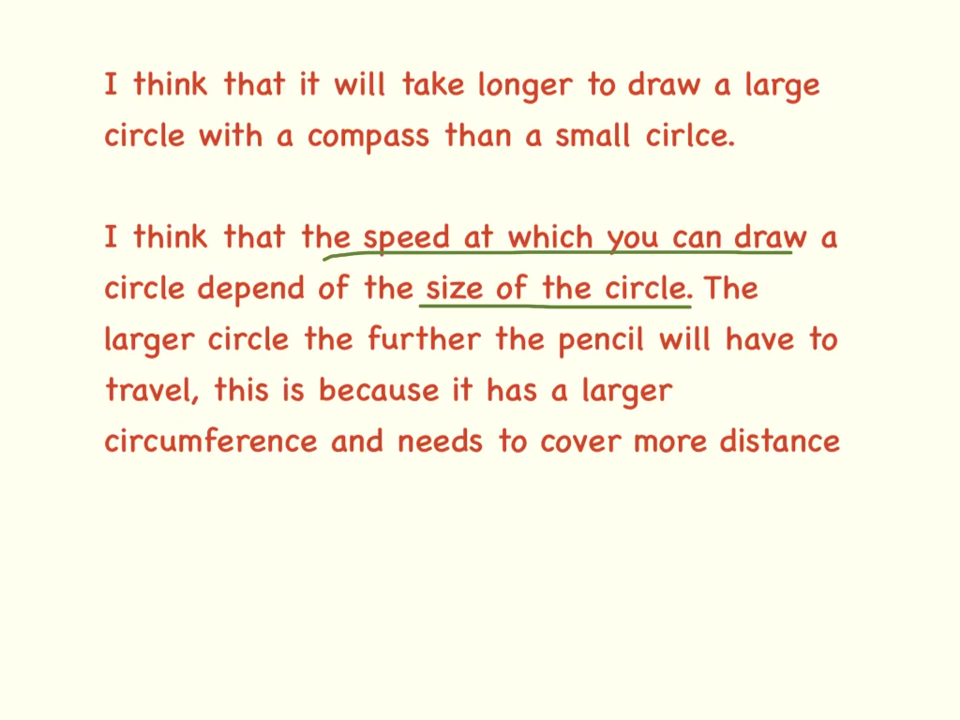 I think that it will take longer to draw a large
circle with a compass than a small cirlce.
I think that the speed at which you can draw a
circle depend of the size of the circle. The
larger circle the further the pencil will have to
travel, this is because it has a larger
circumference and needs to cover more distance